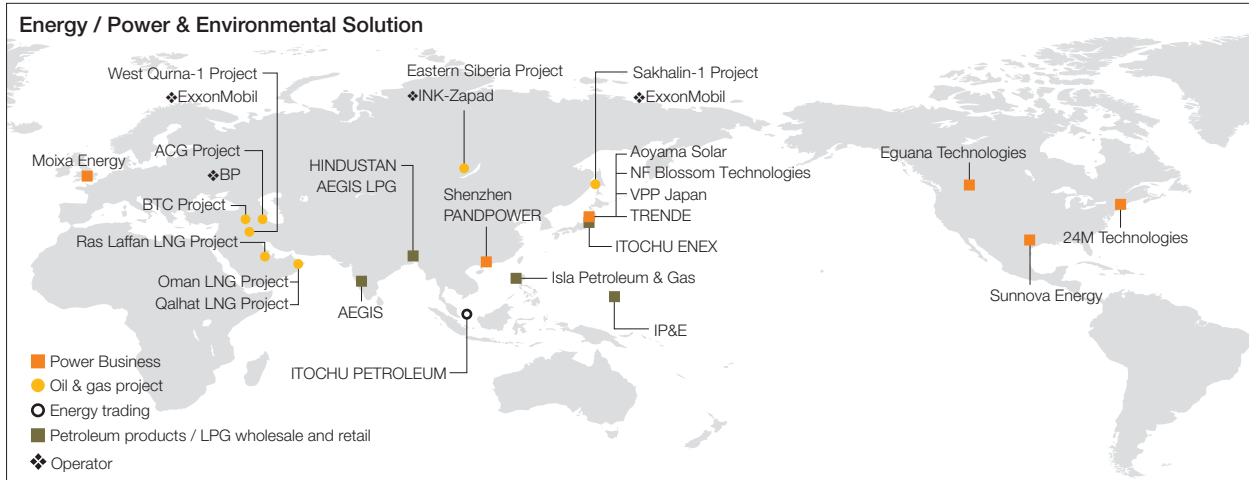 Energy / Power & Environmental Solution
West Qurna-1 Project
❖ExxonMobil
Eastern Siberia Project
❖INK-Zapad
Sakhalin-1 Project
❖ExxonMobil
Moixa Energy
ACG Project
❖BP
BTC Project
Ras Laffan LNG Project
Oman LNG Project
Qalhat LNG Project
HINDUSTAN
AEGIS LPG
AEGIS
Shenzhen
PANDPOWER
Aoyama Solar
NF Blossom Technologies
VPP Japan
TRENDE
ITOCHU ENEX
Isla Petroleum & Gas
IP&E
ITOCHU PETROLEUM
Eguana Technologies
24M Technologies
Sunnova Energy
Power Business
Oil & gas project
Energy trading
Petroleum products / LPG wholesale and retail
❖ Operator